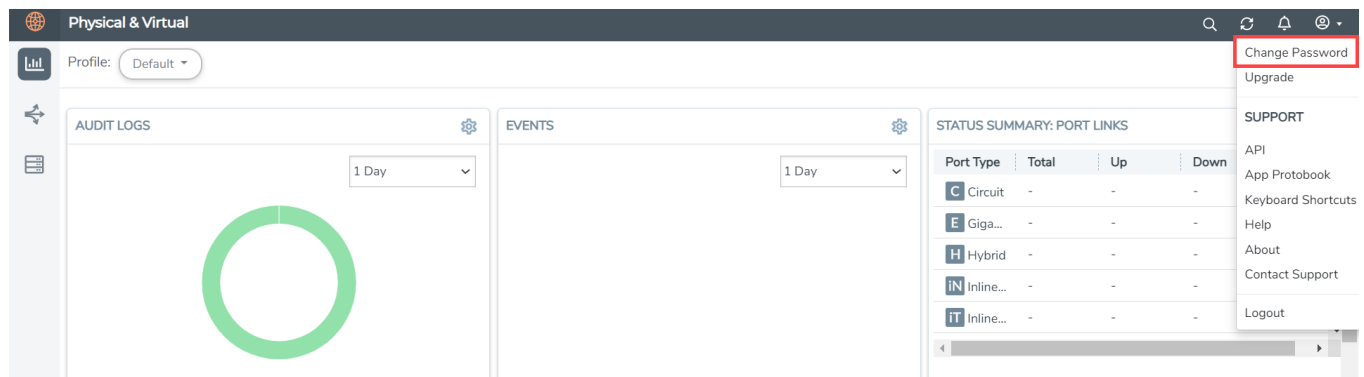 Physical & Virtual
Profile: Default
Change Password
Upgrade
SUPPORT
API
App Protobook
Keyboard Shortcuts
Help
About
Contact Support
Logout
AUDIT LOGS
1 Day
EVENTS
1 Day
STATUS SUMMARY: PORT LINKS
Port Type Total Up Down
C Circuit - - -
E Giga... - - -
H Hybrid - - -
iN Inline... - - -
iT Inline... - - -